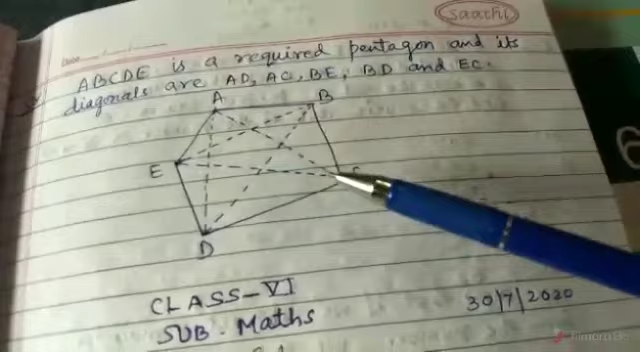 saathi
Date
ABCDE is a required pentagon and its
diagonals are AD, AC, BE, BD and EC.
A
B
E
C
D
CLASS-VI
30/7/2020
SUB. Maths
6